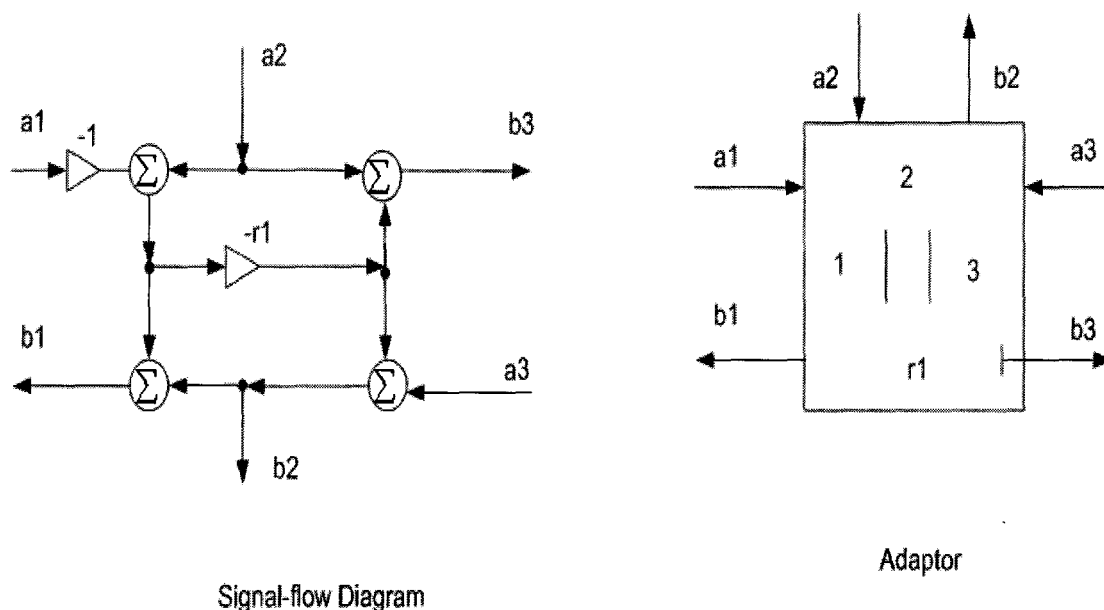 a2
a1
-1
b3
Σ
Σ
-r1
b1
Σ
Σ
a3
b2
Signal-flow Diagram
a2
b2
a1
a3
2
1
3
b1
b3
r1
Adaptor